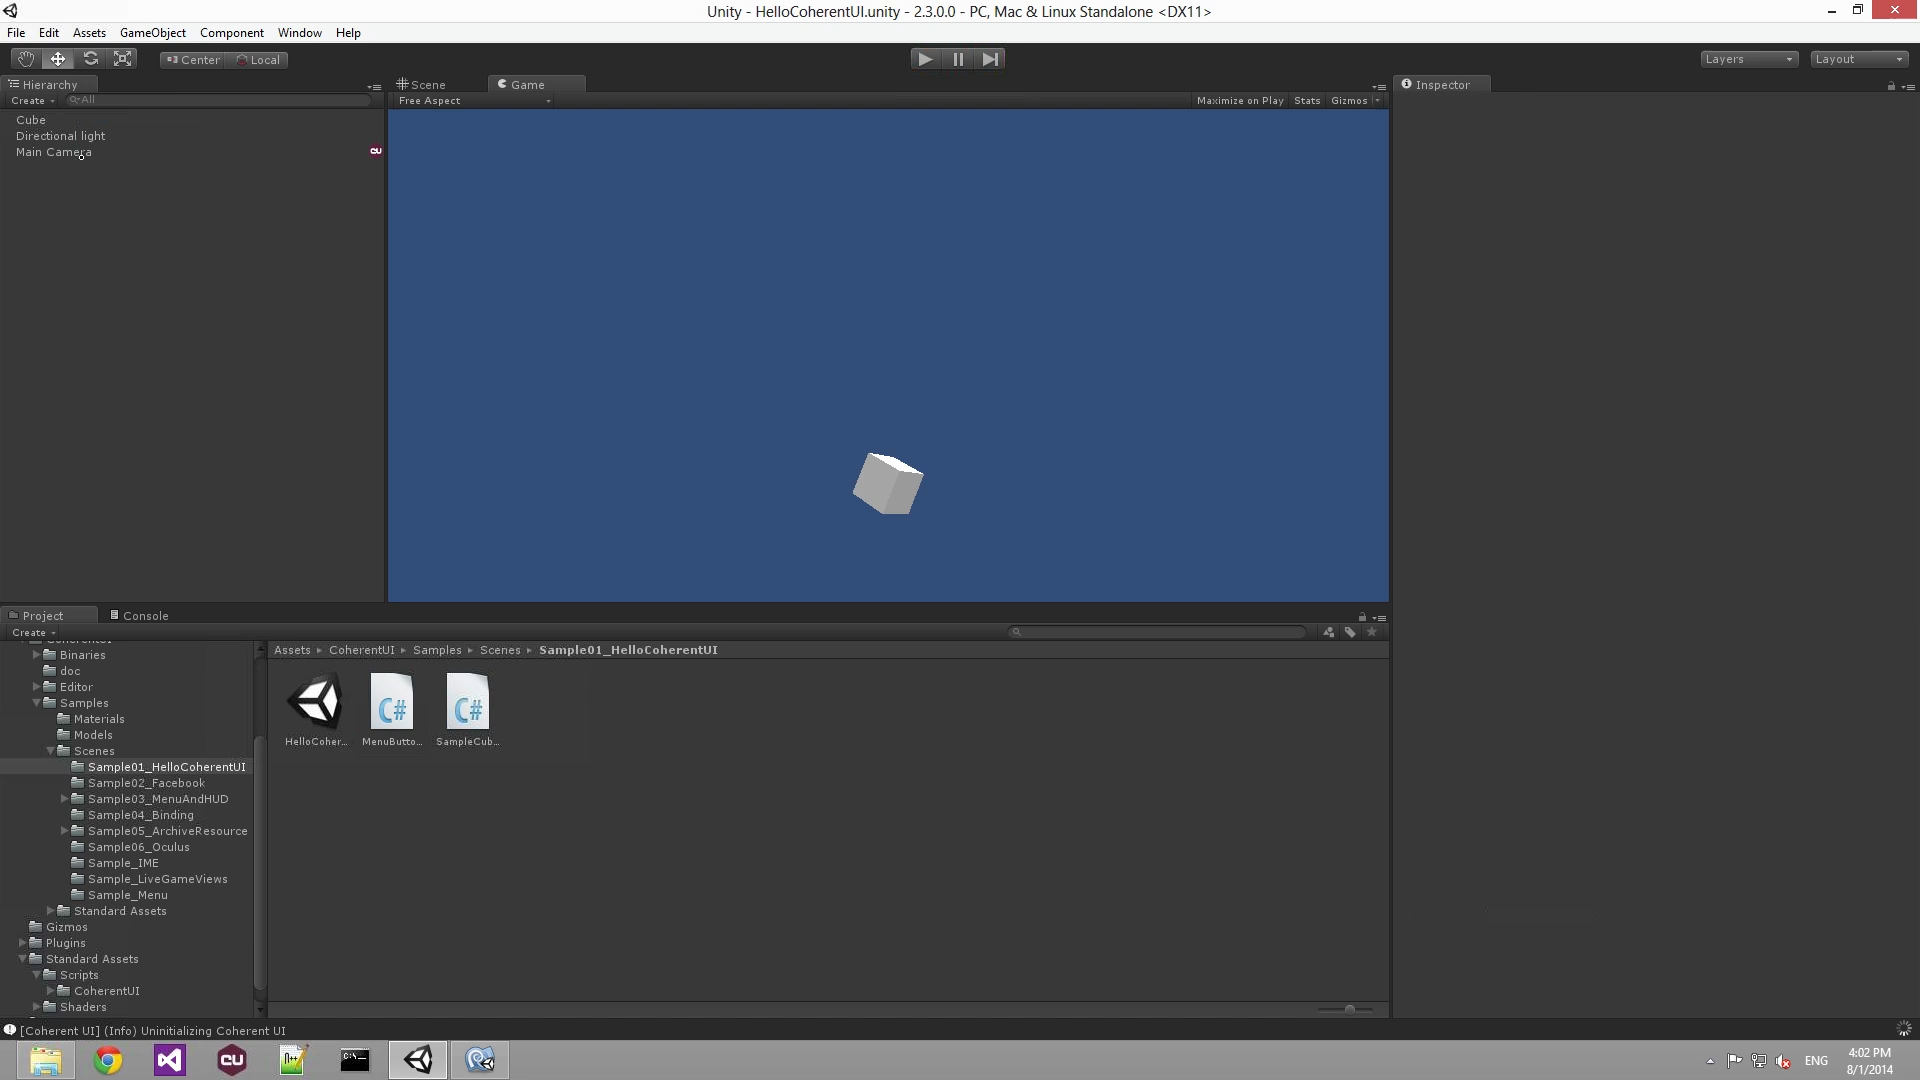 Unity - HelloCoherentUI.unity - 2.3.0.0 - PC, Mac & Linux Standalone <DX11>
File Edit Assets GameObject Component Window Help
Center Local Layers Layout
Hierarchy
Create All
Cube
Directional light
Main Camera
CU
Scene Game
Free Aspect Maximize on Play Stats Gizmos
Inspector
Project Console
Create
Binaries
doc
Editor
Samples
Materials
Models
Scenes
Sample01_HelloCoherentUI
Sample02_Facebook
Sample03_MenuAndHUD
Sample04_Binding
Sample05_ArchiveResource
Sample06_Oculus
Sample_IME
Sample_LiveGameViews
Sample_Menu
Standard Assets
Gizmos
Plugins
Standard Assets
Scripts
CoherentUI
Shaders
Assets CoherentUI Samples Scenes Sample01_HelloCoherentUI
C# C#
HelloCoher... MenuButto... SampleCub...
[Coherent UI] (Info) Uninitializing Coherent UI
CU
ENG
4:02 PM
8/1/2014